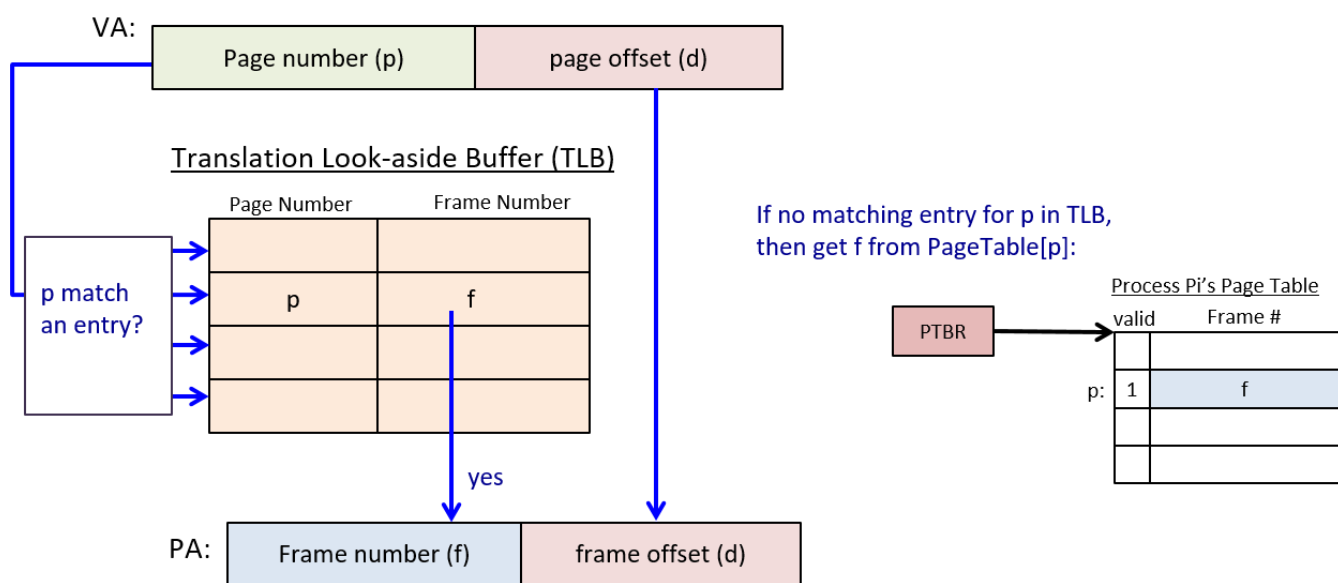 VA:
Page number (p)
page offset (d)
Translation Look-aside Buffer (TLB)
Page Number
Frame Number
p match
an entry?
p
f
yes
PA:
Frame number (f)
frame offset (d)
If no matching entry for p in TLB,
then get f from PageTable[p]:
Process Pi's Page Table
valid
Frame #
PTBR
p:
1
f